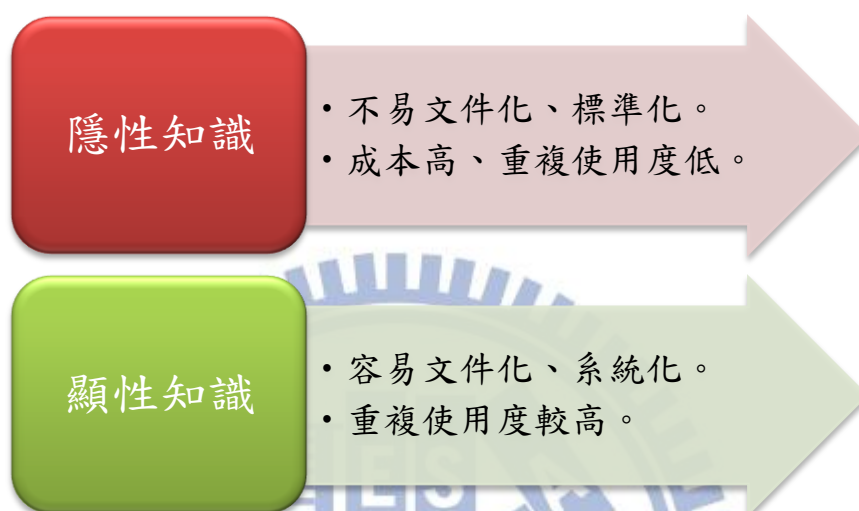 隱性知識
・不易文件化、標準化。
・成本高、重複使用度低。
顯性知識
・容易文件化、系統化。
・重複使用度較高。
ES
A